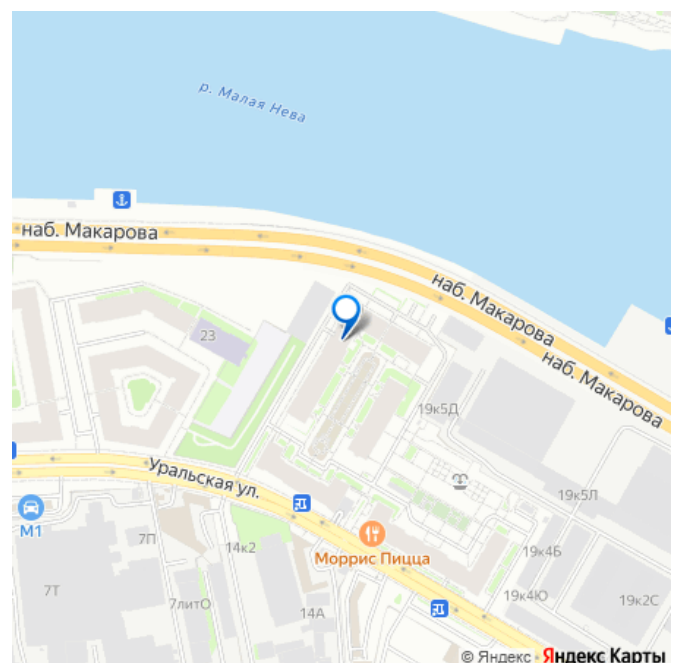 р. Малая Нева
наб. Макарова
наб. Макарова
наб. Макарова
23
19к5Д
Уральская ул.
19к5Л
М1
7П
14к2
Моррис Пицца
19к4Б
7Т
7литО
14А
19к4Ю
19к2С
© Яндекс Яндекс Карты